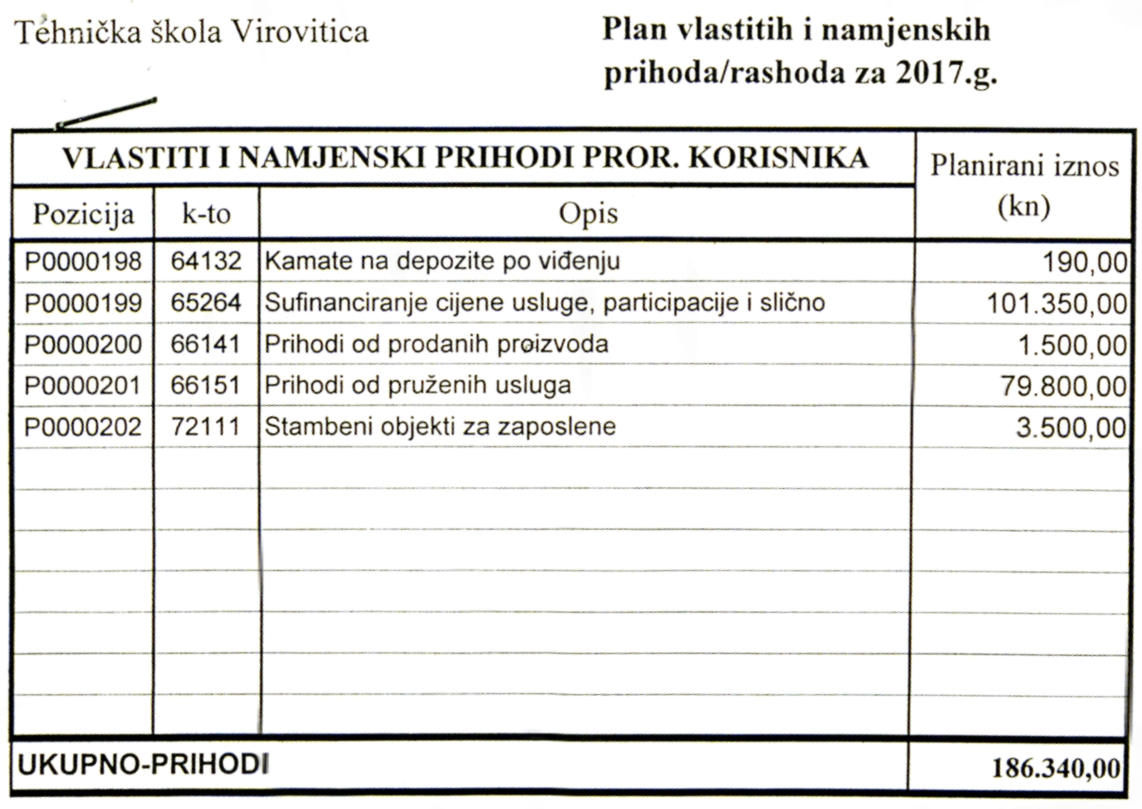 Tehnička škola Virovitica
Plan vlastitih i namjenskih
prihoda/rashoda za 2017.g.
VLASTITI I NAMJENSKI PRIHODI PROR. KORISNIKA
Planirani iznos
(kn)
Pozicija k-to Opis
P0000198 64132 Kamate na depozite po viđenju 190,00
P0000199 65264 Sufinanciranje cijene usluge, participacije i slično 101.350,00
P0000200 66141 Prihodi od prodanih proizvoda 1.500,00
P0000201 66151 Prihodi od pruženih usluga 79.800,00
P0000202 72111 Stambeni objekti za zaposlene 3.500,00
UKUPNO-PRIHODI 186.340,00